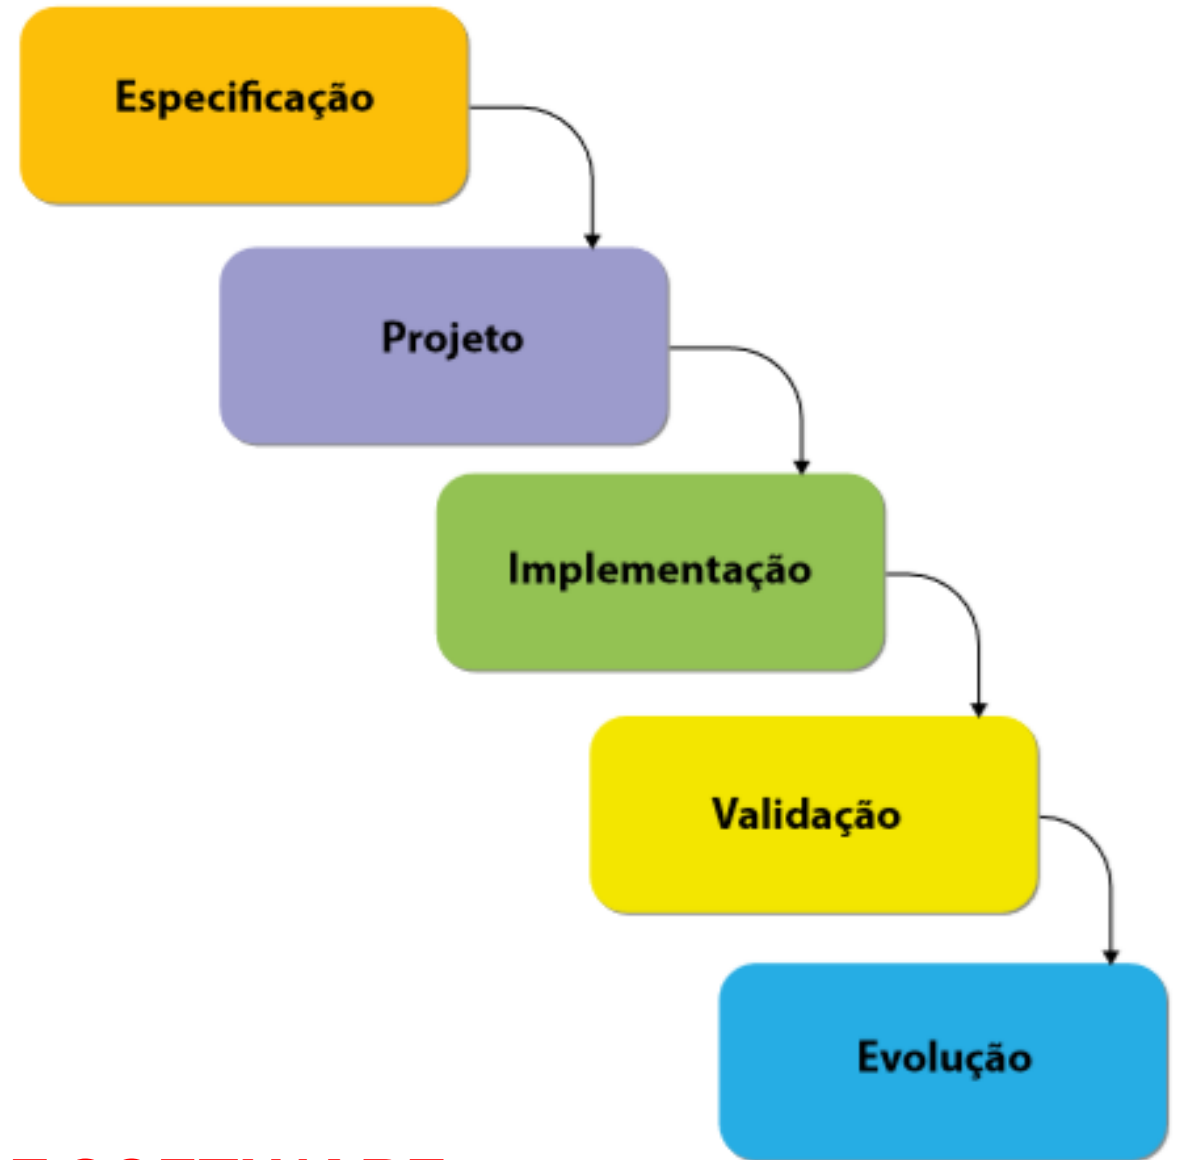 Especificação
Projeto
Implementação
Validação
Evolução